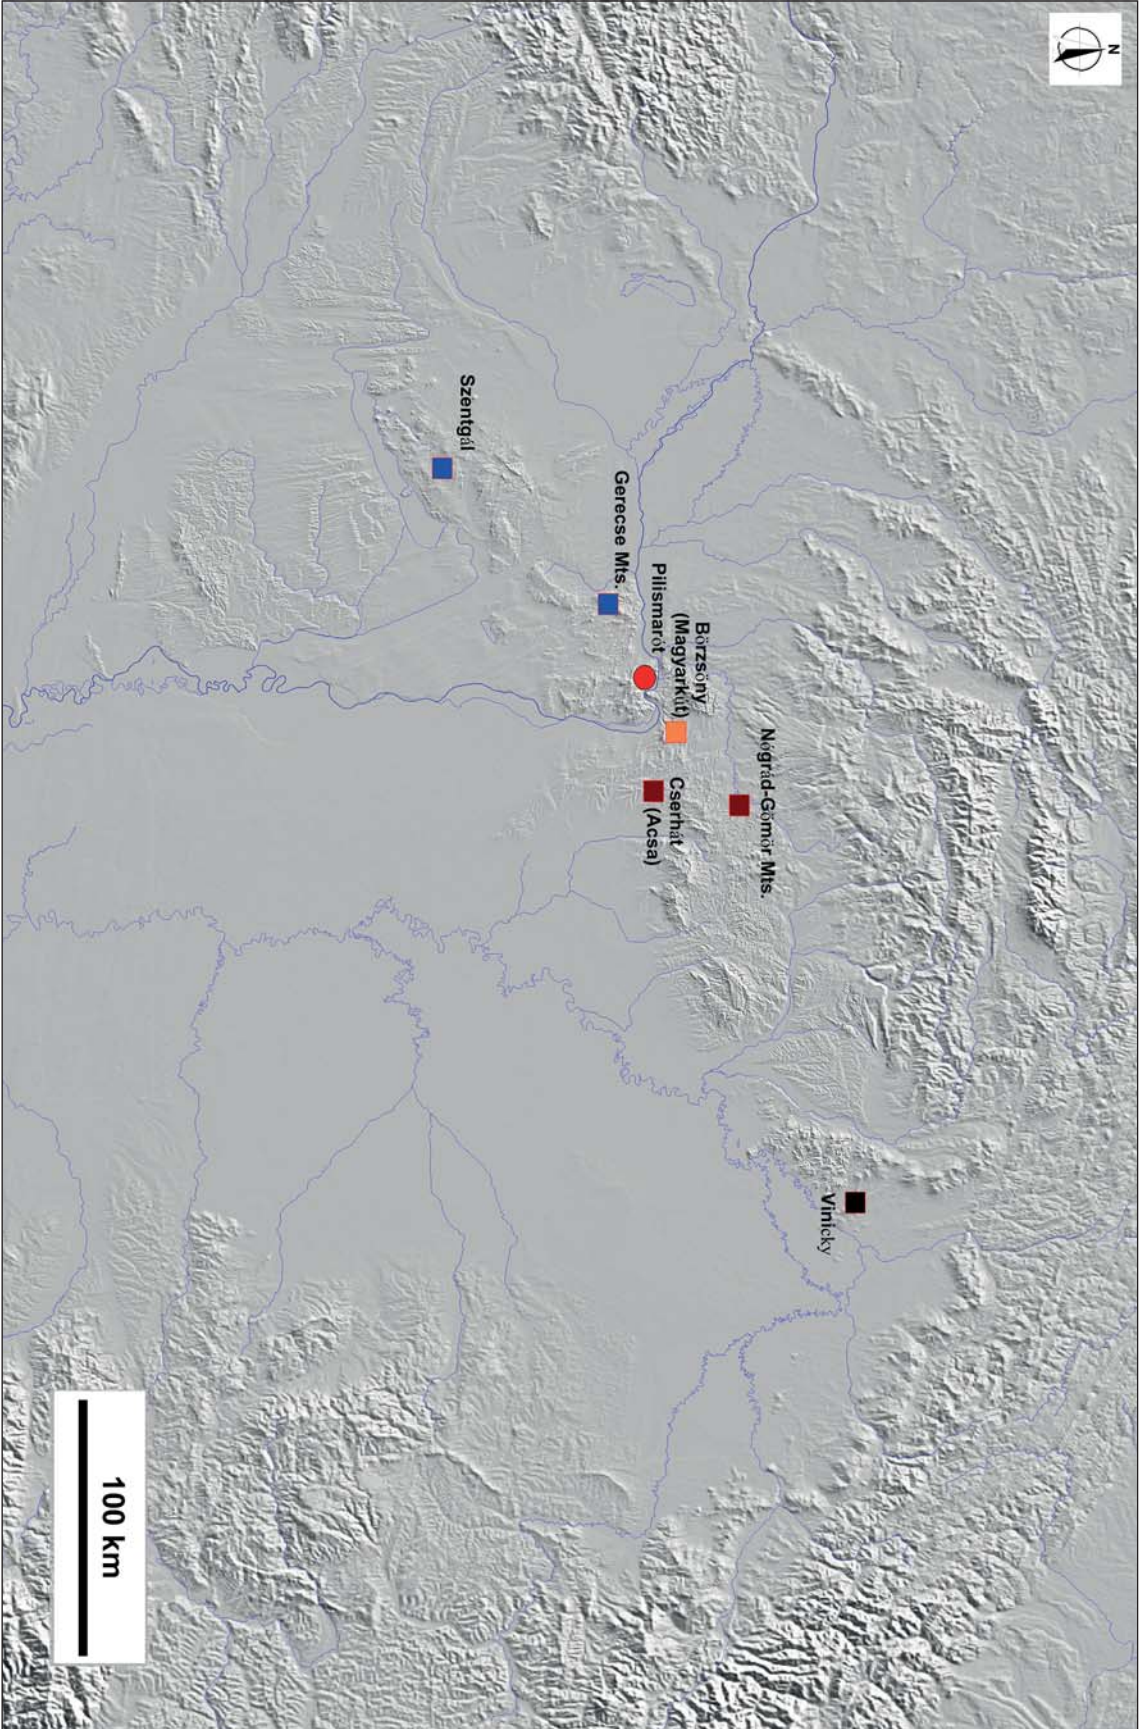 N
Vinicky
Nógrád-Gömör Mts.
Börzsöny
(Magyarkút)
Cserhát
(Acsa)
Pilismarót
Gerecse Mts.
Szentgál
100 km